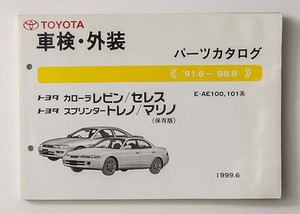 TOYOTA
車検・外装
パーツカタログ
《 '91.6~'98.8 》
トヨタ カローラレビン/セレス
トヨタ スプリンタートレノ/マリノ
(保存版)
E-AE100,101系
1999.6